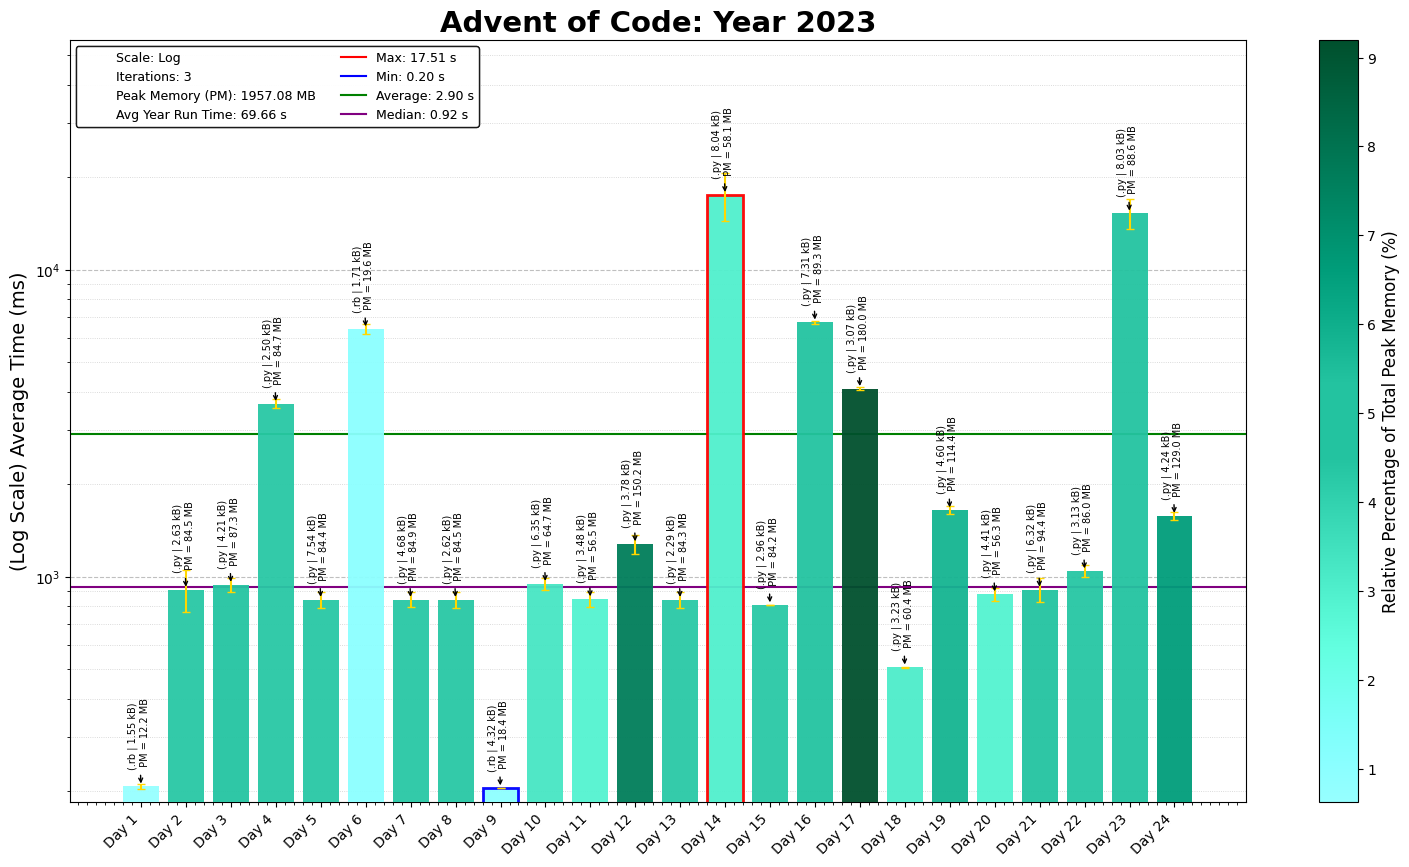 Advent of Code: Year 2023
Scale: Log
Iterations: 3
Peak Memory (PM): 1957.08 MB
Avg Year Run Time: 69.66 s
Max: 17.51 s
Min: 0.20 s
Average: 2.90 s
Median: 0.92 s
(Log Scale) Average Time (ms)
10⁴
10³
(.rb | 1.55 kB)
PM = 12.2 MB
(.py | 2.63 kB)
PM = 84.5 MB
(.py | 4.21 kB)
PM = 87.3 MB
(.py | 2.50 kB)
PM = 84.7 MB
(.py | 7.54 kB)
PM = 84.4 MB
(.rb | 1.71 kB)
PM = 19.6 MB
(.py | 4.68 kB)
PM = 84.9 MB
(.py | 2.62 kB)
PM = 84.5 MB
(.rb | 4.32 kB)
PM = 18.4 MB
(.py | 6.35 kB)
PM = 64.7 MB
(.py | 3.48 kB)
PM = 56.5 MB
(.py | 3.78 kB)
PM = 150.2 MB
(.py | 2.29 kB)
PM = 84.3 MB
(.py | 8.04 kB)
PM = 58.1 MB
(.py | 2.96 kB)
PM = 84.2 MB
(.py | 7.31 kB)
PM = 89.3 MB
(.py | 3.07 kB)
PM = 180.0 MB
(.py | 3.23 kB)
PM = 60.4 MB
(.py | 4.60 kB)
PM = 114.4 MB
(.py | 4.41 kB)
PM = 56.3 MB
(.py | 6.32 kB)
PM = 94.4 MB
(.py | 3.13 kB)
PM = 86.0 MB
(.py | 8.03 kB)
PM = 88.6 MB
(.py | 4.24 kB)
PM = 129.0 MB
Day 1
Day 2
Day 3
Day 4
Day 5
Day 6
Day 7
Day 8
Day 9
Day 10
Day 11
Day 12
Day 13
Day 14
Day 15
Day 16
Day 17
Day 18
Day 19
Day 20
Day 21
Day 22
Day 23
Day 24
9
8
7
6
5
4
3
2
1
Relative Percentage of Total Peak Memory (%)